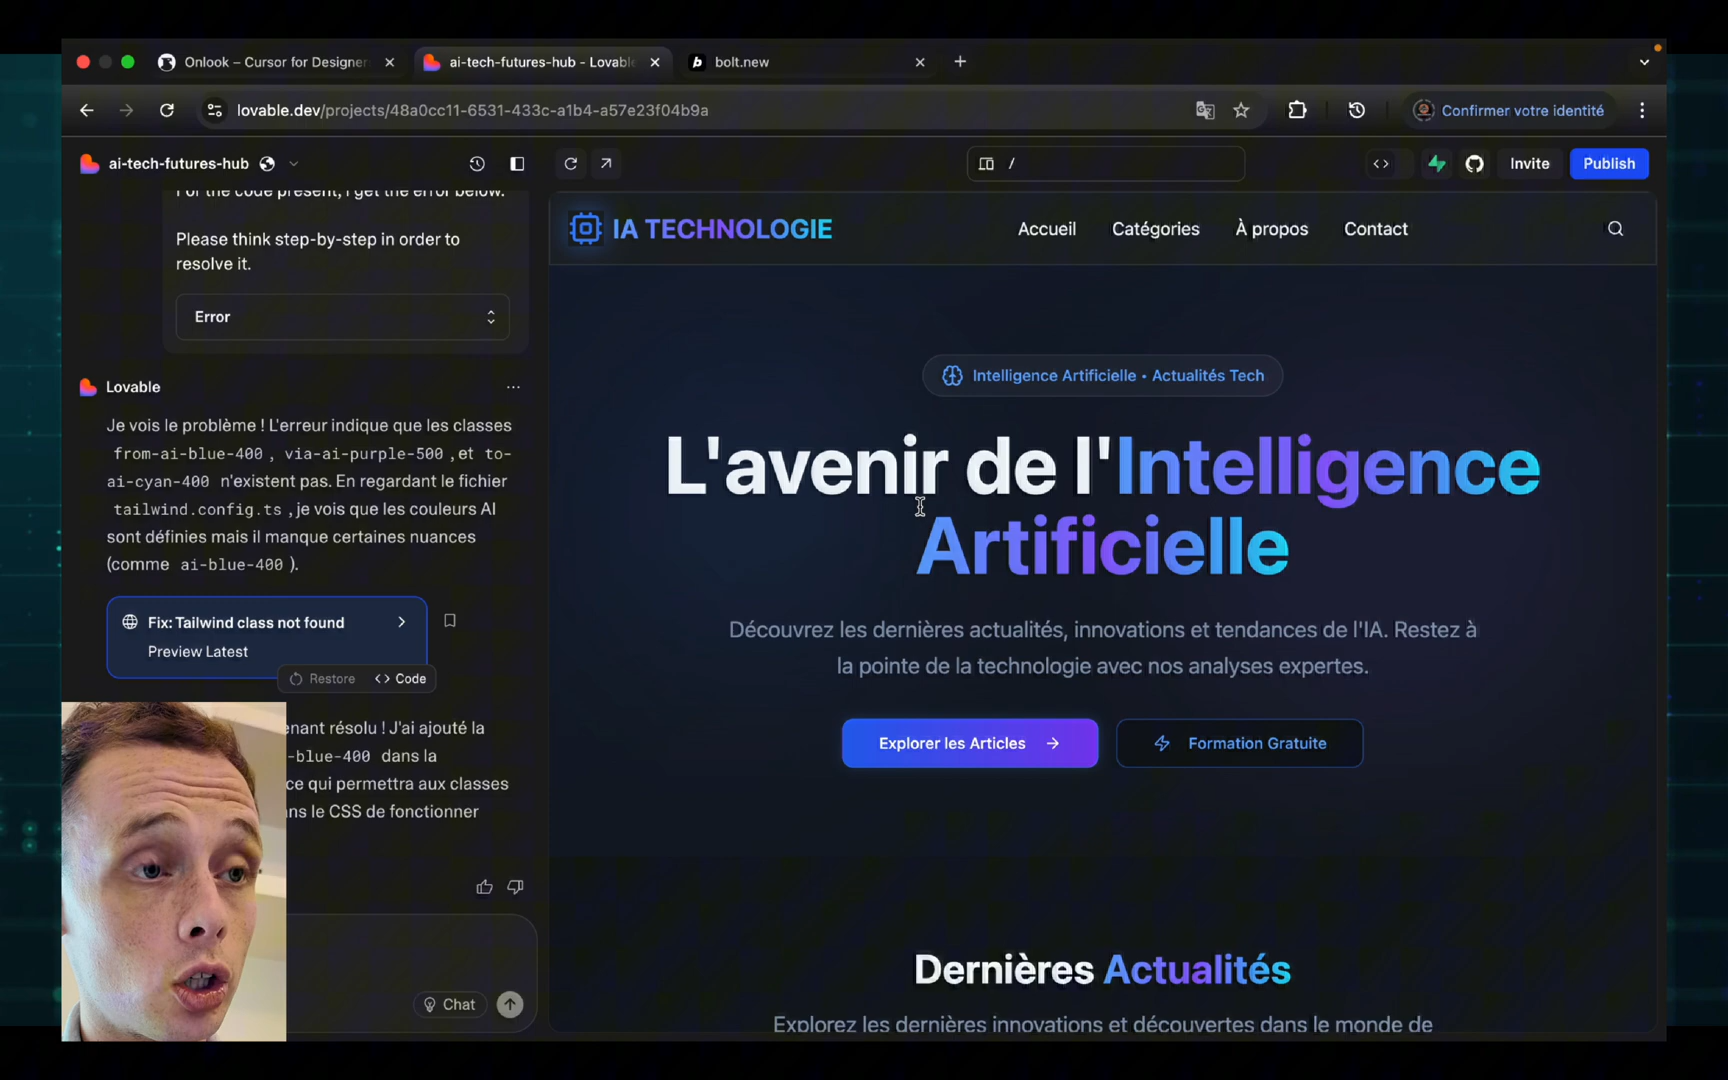 Onlook – Cursor for Designer
ai-tech-futures-hub - Lovable
bolt.new
lovable.dev/projects/48a0cc11-6531-433c-a1b4-a57e23f04b9a
Confirmer votre identité
ai-tech-futures-hub
/
Invite
Publish
For the code present, I get the error below.
Please think step-by-step in order to
resolve it.
Error
Lovable
Je vois le problème ! L'erreur indique que les classes
from-ai-blue-400 , via-ai-purple-500 ,et to-
ai-cyan-400 n'existent pas. En regardant le fichier
tailwind.config.ts , je vois que les couleurs AI
sont définies mais il manque certaines nuances
(comme ai-blue-400 ).
Fix: Tailwind class not found
Preview Latest
Restore
Code
résolu ! J'ai ajouté la
-blue-400 dans la
ce qui permettra aux classes
le CSS de fonctionner
Chat
IA TECHNOLOGIE
Accueil
Catégories
À propos
Contact
Intelligence Artificielle • Actualités Tech
L'avenir de l'Intelligence
Artificielle
Découvrez les dernières actualités, innovations et tendances de l'IA. Restez à
la pointe de la technologie avec nos analyses expertes.
Explorer les Articles
Formation Gratuite
Dernières Actualités
Explorez les dernières innovations et découvertes dans le monde de